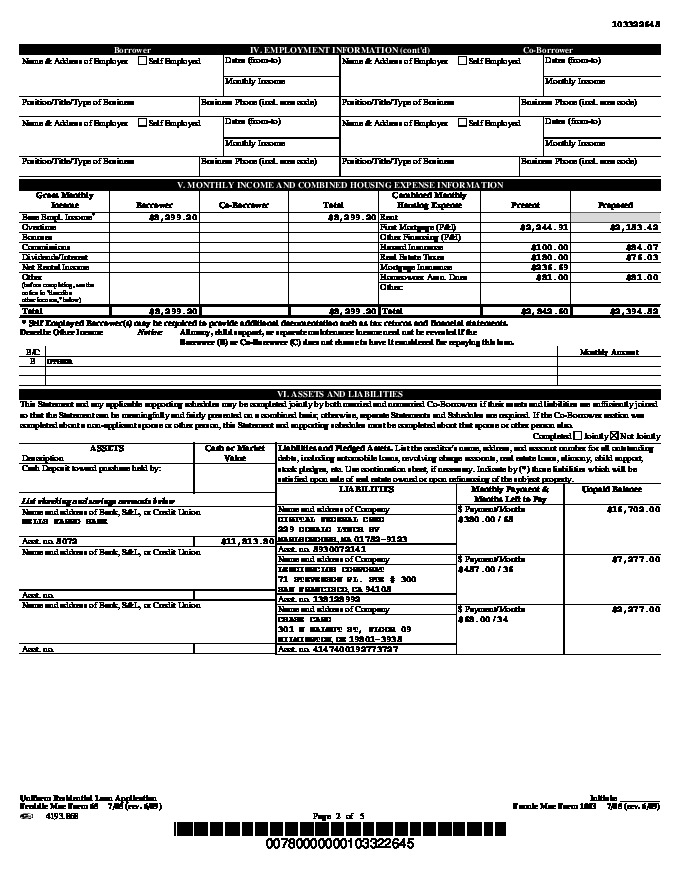 103322645
Borrower IV. EMPLOYMENT INFORMATION (cont'd) Co-Borrower
Name & Address of Employer Self Employed Dates (from-to) Name & Address of Employer Self Employed Dates (from-to)
Monthly Income Monthly Income
Position/Title/Type of Business Business Phone (incl. area code) Position/Title/Type of Business Business Phone (incl. area code)
Name & Address of Employer Self Employed Dates (from-to) Name & Address of Employer Self Employed Dates (from-to)
Monthly Income Monthly Income
Position/Title/Type of Business Business Phone (incl. area code) Position/Title/Type of Business Business Phone (incl. area code)
V. MONTHLY INCOME AND COMBINED HOUSING EXPENSE INFORMATION
Gross Monthly Income Borrower Co-Borrower Total Combined Monthly Housing Expense Present Proposed
Base Empl. Income* $8,299.20 $8,299.20 Rent
Overtime First Mortgage (P&I) $2,244.91 $2,153.42
Bonuses Other Financing (P&I)
Commissions Hazard Insurance $100.00 $84.07
Dividends/Interest Real Estate Taxes $180.00 $76.03
Net Rental Income Mortgage Insurance $236.69
Other Homeowner Assn. Dues $81.00 $81.00
(before completing, see the notice in "describe other income," below) Other:
Total $8,299.20 $8,299.20 Total $2,842.60 $2,394.52
* Self Employed Borrower(s) may be required to provide additional documentation such as tax returns and financial statements.
Describe Other Income Notice: Alimony, child support, or separate maintenance income need not be revealed if the
Borrower (B) or Co-Borrower (C) does not choose to have it considered for repaying this loan.
B/C Monthly Amount
B OTHER
VI. ASSETS AND LIABILITIES
This Statement and any applicable supporting schedules may be completed jointly by both married and unmarried Co-Borrowers if their assets and liabilities are sufficiently joined
so that the Statement can be meaningfully and fairly presented on a combined basis; otherwise, separate Statements and Schedules are required. If the Co-Borrower section was
completed about a non-applicant spouse or other person, this Statement and supporting schedules must be completed about that spouse or other person also.
Completed Jointly Not Jointly
ASSETS
Description
Cash or Market Value
Cash Deposit toward purchase held by:
Liabilities and Pledged Assets. List the creditor's name, address, and account number for all outstanding
debts, including automobile loans, revolving charge accounts, real estate loans, alimony, child support,
stock pledges, etc. Use continuation sheet, if necessary. Indicate by (*) those liabilities which will be
satisfied upon sale of real estate owned or upon refinancing of the subject property.
LIABILITIES Monthly Payment & Months Left to Pay Unpaid Balance
List checking and savings accounts below
Name and address of Bank, S&L, or Credit Union
WELLS FARGO BANK
Acct. no. 8072 $11,813.80
Name and address of Company $ Payment/Months $16,702.00
DIGITAL FEDERAL CRED $380.00 / 68
220 DONALD LYNCH BV
MARLBOROUGH, MA 01752-9123
Acct. no. 8930072141
Name and address of Bank, S&L, or Credit Union
Acct. no.
Name and address of Company $ Payment/Months $7,277.00
LENDINGCLUB CORPORAT $487.00 / 36
71 STEVENSON PL. STE $ 300
SAN FRANCISCO, CA 94105
Acct. no. 138128992
Name and address of Bank, S&L, or Credit Union
Acct. no.
Name and address of Company $ Payment/Months $2,277.00
CHASE CARD $68.00 / 34
301 N WALNUT ST, FLOOR 09
WILMINGTON, DE 19801-3935
Acct. no. 4147400192773727
Uniform Residential Loan Application Initials:
Freddie Mac Form 65 7/05 (rev. 6/09) Fannie Mae Form 1003 7/05 (rev. 6/09)
4193.868 Page 2 of 5
00780000000103322645